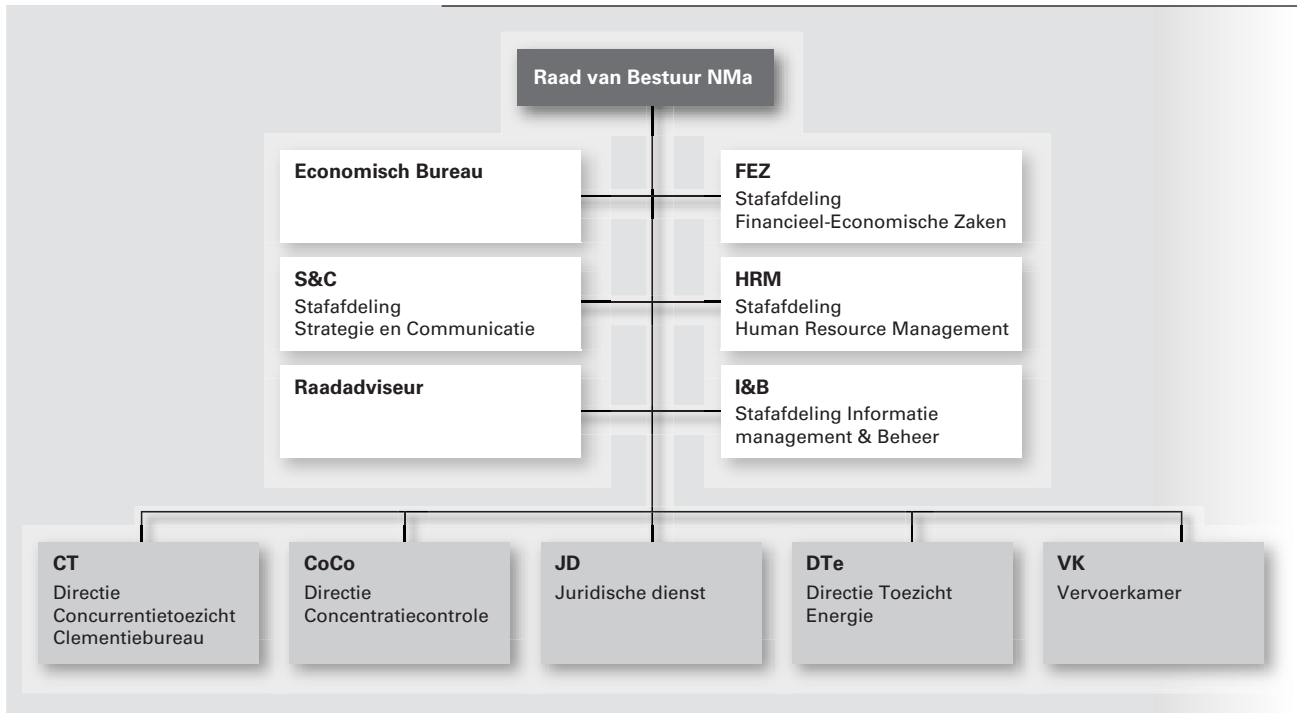 Raad van Bestuur NMa
Economisch Bureau
FEZ
Stafafdeling
Financieel-Economische Zaken
S&C
Stafafdeling
Strategie en Communicatie
HRM
Stafafdeling
Human Resource Management
Raadadviseur
I&B
Stafafdeling Informatie
management & Beheer
CT
Directie
Concurrentietoezicht
Clementiebureau
CoCo
Directie
Concentratiecontrole
JD
Juridische dienst
DTe
Directie Toezicht
Energie
VK
Vervoerkamer